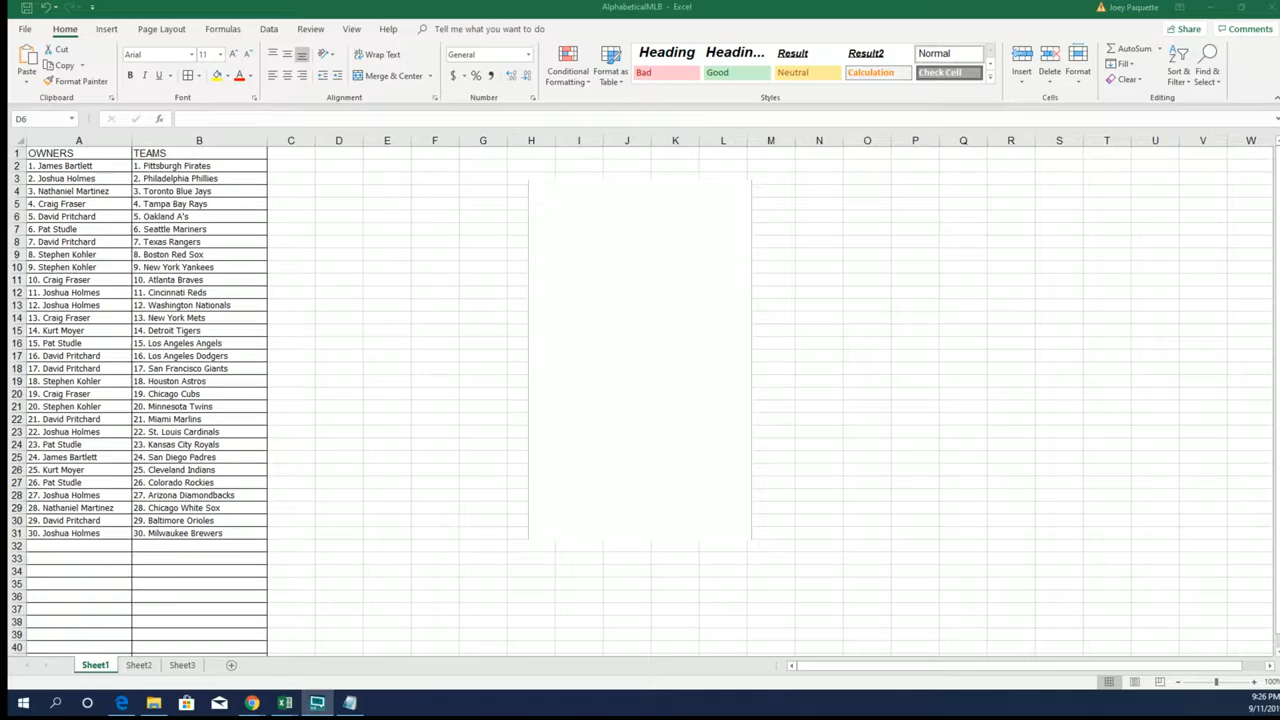 AlphabeticalMLB - Excel
Joey Paquette
File Home Insert Page Layout Formulas Data Review Help Tell me what you want to do Share Comments
Paste Cut Copy Format Painter Clipboard
Arial 11 B I U A Font
Wrap Text Merge & Center Alignment
General $ % , Number
Conditional Formatting Format as Table
Heading Headin... Result Result2 Normal
Bad Good Neutral Calculation Check Cell
Styles
Insert Delete Format Cells
AutoSum Fill Clear Sort & Filter Find & Select Editing
D6 fx
A B C D E F G H I J K L M N O P Q R S T U V W
1 OWNERS TEAMS
2 1. James Bartlett 1. Pittsburgh Pirates
3 2. Joshua Holmes 2. Philadelphia Phillies
4 3. Nathaniel Martinez 3. Toronto Blue Jays
5 4. Craig Fraser 4. Tampa Bay Rays
6 5. David Pritchard 5. Oakland A's
7 6. Pat Studle 6. Seattle Mariners
8 7. David Pritchard 7. Texas Rangers
9 8. Stephen Kohler 8. Boston Red Sox
10 9. Stephen Kohler 9. New York Yankees
11 10. Craig Fraser 10. Atlanta Braves
12 11. Joshua Holmes 11. Cincinnati Reds
13 12. Joshua Holmes 12. Washington Nationals
14 13. Craig Fraser 13. New York Mets
15 14. Kurt Moyer 14. Detroit Tigers
16 15. Pat Studle 15. Los Angeles Angels
17 16. David Pritchard 16. Los Angeles Dodgers
18 17. David Pritchard 17. San Francisco Giants
19 18. Stephen Kohler 18. Houston Astros
20 19. Craig Fraser 19. Chicago Cubs
21 20. Stephen Kohler 20. Minnesota Twins
22 21. David Pritchard 21. Miami Marlins
23 22. Joshua Holmes 22. St. Louis Cardinals
24 23. Pat Studle 23. Kansas City Royals
25 24. James Bartlett 24. San Diego Padres
26 25. Kurt Moyer 25. Cleveland Indians
27 26. Pat Studle 26. Colorado Rockies
28 27. Joshua Holmes 27. Arizona Diamondbacks
29 28. Nathaniel Martinez 28. Chicago White Sox
30 29. David Pritchard 29. Baltimore Orioles
31 30. Joshua Holmes 30. Milwaukee Brewers
32
33
34
35
36
37
38
39
40
Sheet1 Sheet2 Sheet3
100%
9:26 PM
9/11/201